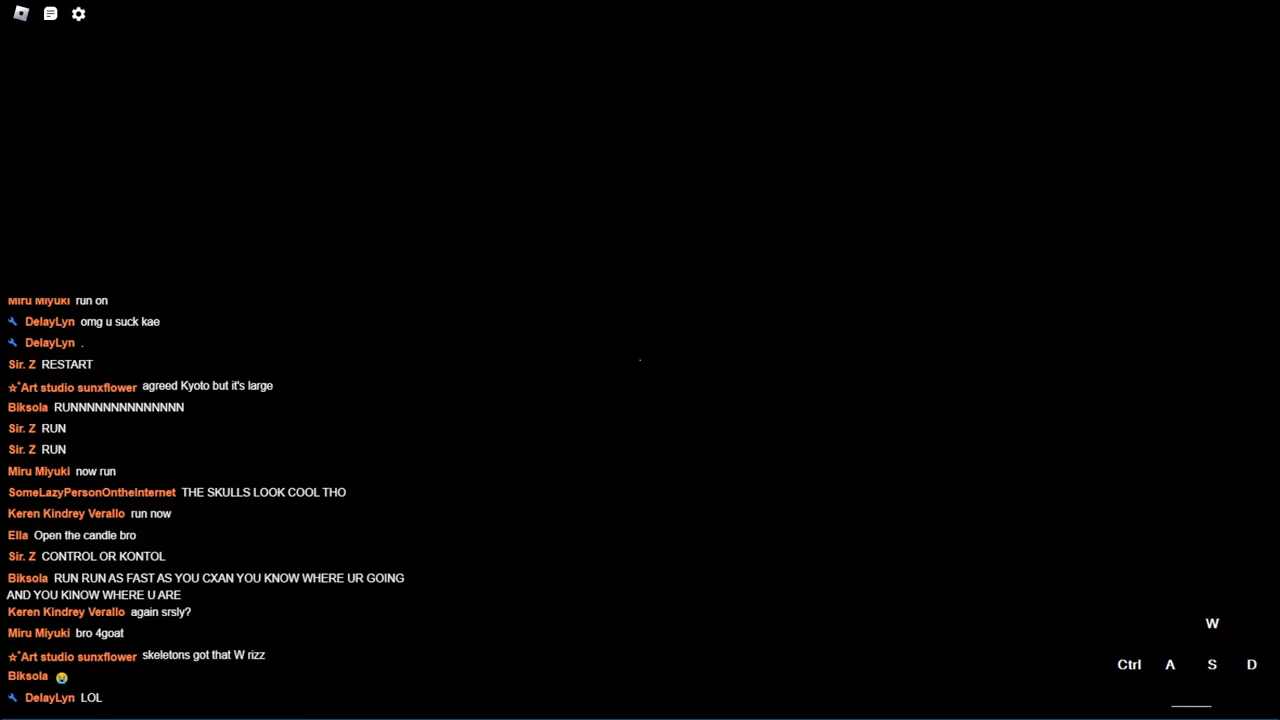 Miru Miyuki run on
DelayLyn omg u suck kae
DelayLyn .
Sir. Z RESTART
☆˚Art studio sunxflower agreed Kyoto but it's large
Biksola RUNNNNNNNNNNNNNN
Sir. Z RUN
Sir. Z RUN
Miru Miyuki now run
SomeLazyPersonOntheInternet THE SKULLS LOOK COOL THO
Keren Kindrey Verallo run now
Ella Open the candle bro
Sir. Z CONTROL OR KONTOL
Biksola RUN RUN AS FAST AS YOU CXAN YOU KNOW WHERE UR GOING
AND YOU KINOW WHERE U ARE
Keren Kindrey Verallo again srsly?
Miru Miyuki bro 4goat
☆˚Art studio sunxflower skeletons got that W rizz
Biksola 😭
DelayLyn LOL
W
Ctrl A S D